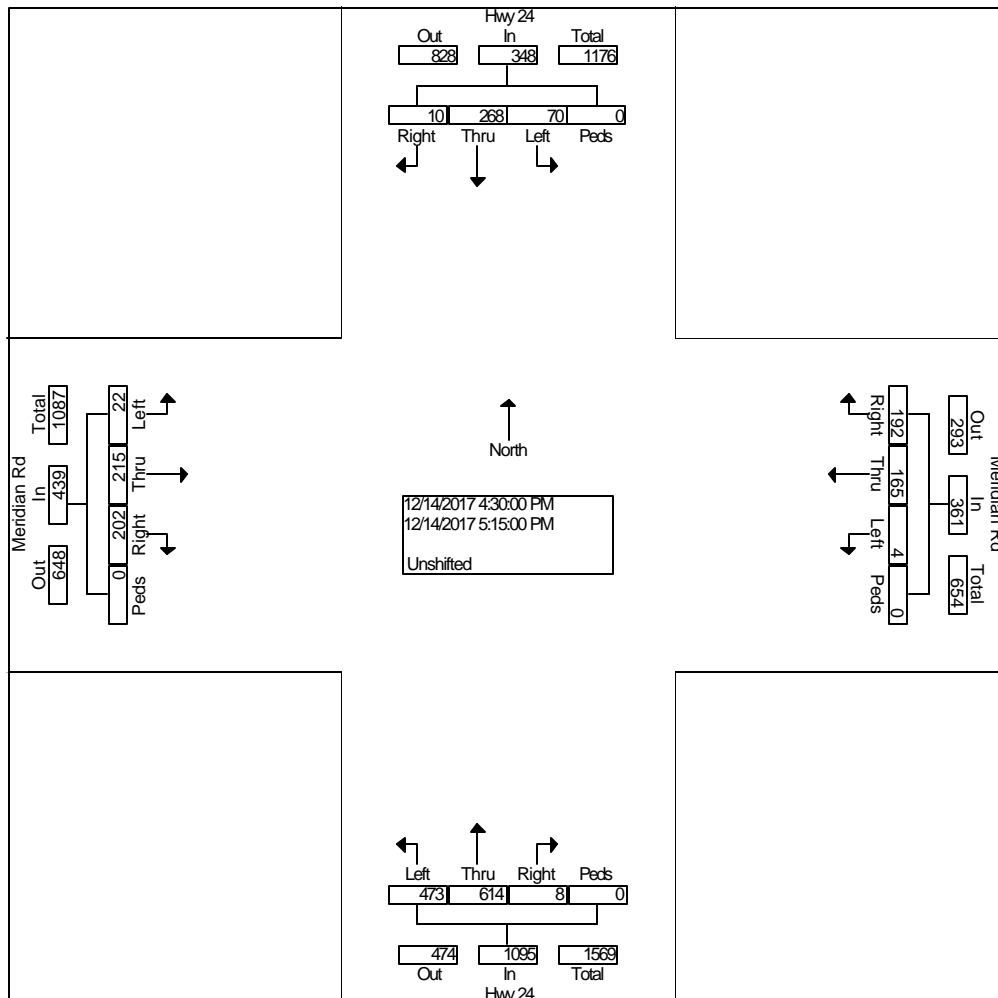 Hwy 24
Out In Total
828 348 1176
10 268 70 0
Right Thru Left Peds
Meridian Rd
Total In Out
1087 439 648
22 215 202 0
Left Thru Right Peds
North
12/14/2017 4:30:00 PM
12/14/2017 5:15:00 PM
Unshifted
Right Thru Left Peds
192 165 4 0
Out In Total
293 361 654
Meridian Rd
Left Thru Right Peds
473 614 8 0
474 1095 1569
Out In Total
Hwy 24